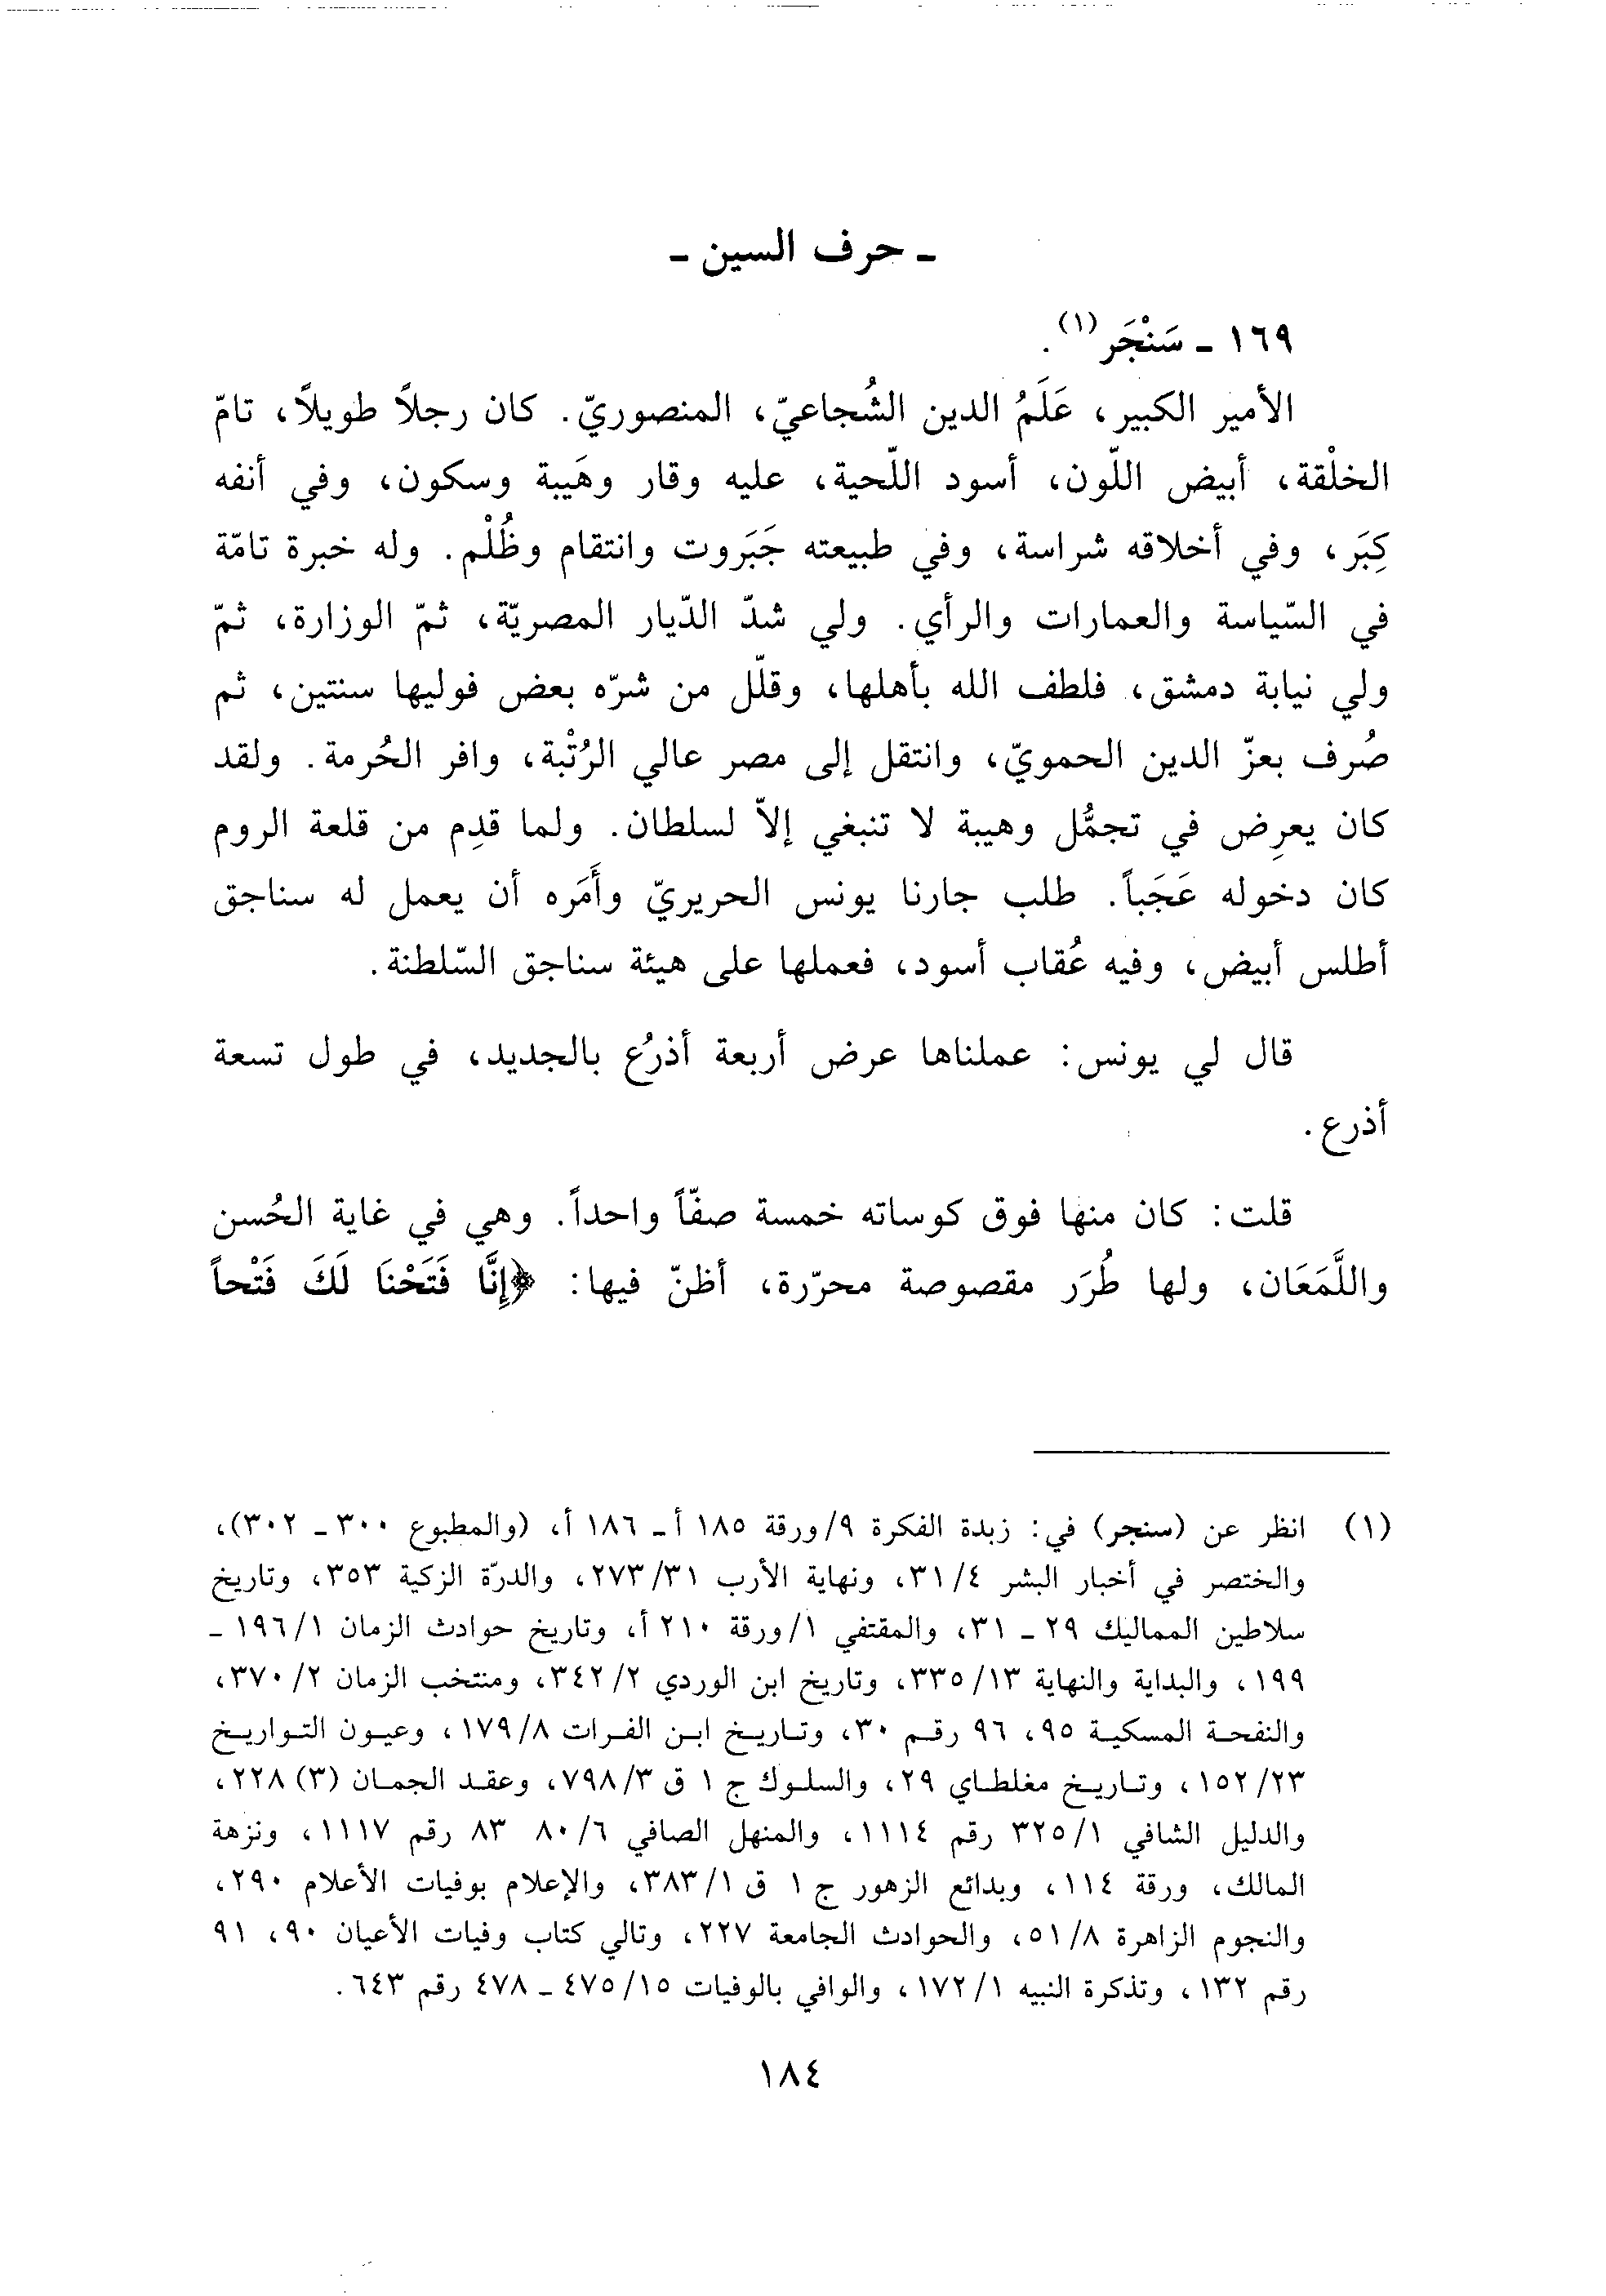 ـ حرف السين ـ
١٦٩ ـ سَنْجَر(١).
الأمير الكبير، عَلَمُ الدين الشُجاعيّ، المنصوريّ. كان رجلاً طويلاً، تامّ
الخلْقة، أبيض اللّون، أسود اللّحية، عليه وقار وهَيبة وسكون، وفي أنفه
كِبَر، وفي أخلاقه شراسة، وفي طبيعته جَبَروت وانتقام وظُلْم. وله خبرة تامّة
في السّياسة والعمارات والرأي. ولي شدّ الدّيار المصريّة، ثمّ الوزارة، ثمّ
ولي نيابة دمشق، فلطف الله بأهلها، وقلّل من شرّه بعض فوليها سنتين، ثم
صُرف بعزّ الدين الحمويّ، وانتقل إلى مصر عالي الرُتْبة، وافر الحُرمة. ولقد
كان يعرِض في تجمُّل وهيبة لا تنبغي إلاّ لسلطان. ولما قدِم من قلعة الروم
كان دخوله عَجَباً. طلب جارنا يونس الحريريّ وأَمَره أن يعمل له سناجق
أطلس أبيض، وفيه عُقاب أسود، فعملها على هيئة سناجق السّلطنة.
قال لي يونس: عملناها عرض أربعة أذرُع بالجديد، في طول تسعة
أذرع.
قلت: كان منها فوق كوساته خمسة صفّاً واحداً. وهي في غاية الحُسن
واللَّمَعَان، ولها طُرَر مقصوصة محرّرة، أظنّ فيها: ﴿إِنَّا فَتَحْنَا لَكَ فَتْحاً
(١) انظر عن (سنجر) في: زبدة الفكرة ٩/ورقة ١٨٥ أ ـ ١٨٦ أ، (والمطبوع ٣٠٠ ـ ٣٠٢)،
والختصر في أخبار البشر ٣١/٤، ونهاية الأرب ٢٧٣/٣١، والدرّة الزكية ٣٥٣، وتاريخ
سلاطين المماليك ٢٩ ـ ٣١، والمقتفي ١/ورقة ٢١٠ أ، وتاريخ حوادث الزمان ١٩٦/١ ـ
١٩٩، والبداية والنهاية ٣٣٥/١٣، وتاريخ ابن الوردي ٣٤٢/٢، ومنتخب الزمان ٣٧٠/٢،
والنفحة المسكية ٩٥، ٩٦ رقم ٣٠، وتاريخ ابن الفرات ١٧٩/٨، وعيون التواريخ
١٥٢/٢٣، وتاريخ مغلطاي ٢٩، والسلوك ج ١ ق ٧٩٨/٣، وعقد الجمان (٣) ٢٢٨،
والدليل الشافي ٣٢٥/١ رقم ١١١٤، والمنهل الصافي ٨٠/٦ ٨٣ رقم ١١١٧، ونزهة
المالك، ورقة ١١٤، وبدائع الزهور ج ١ ق ٣٨٣/١، والإعلام بوفيات الأعلام ٢٩٠،
والنجوم الزاهرة ٥١/٨، والحوادث الجامعة ٢٢٧، وتالي كتاب وفيات الأعيان ٩٠، ٩١
رقم ١٣٢، وتذكرة النبيه ١٧٢/١، والوافي بالوفيات ٤٧٥/١٥ ـ ٤٧٨ رقم ٦٤٣.
١٨٤